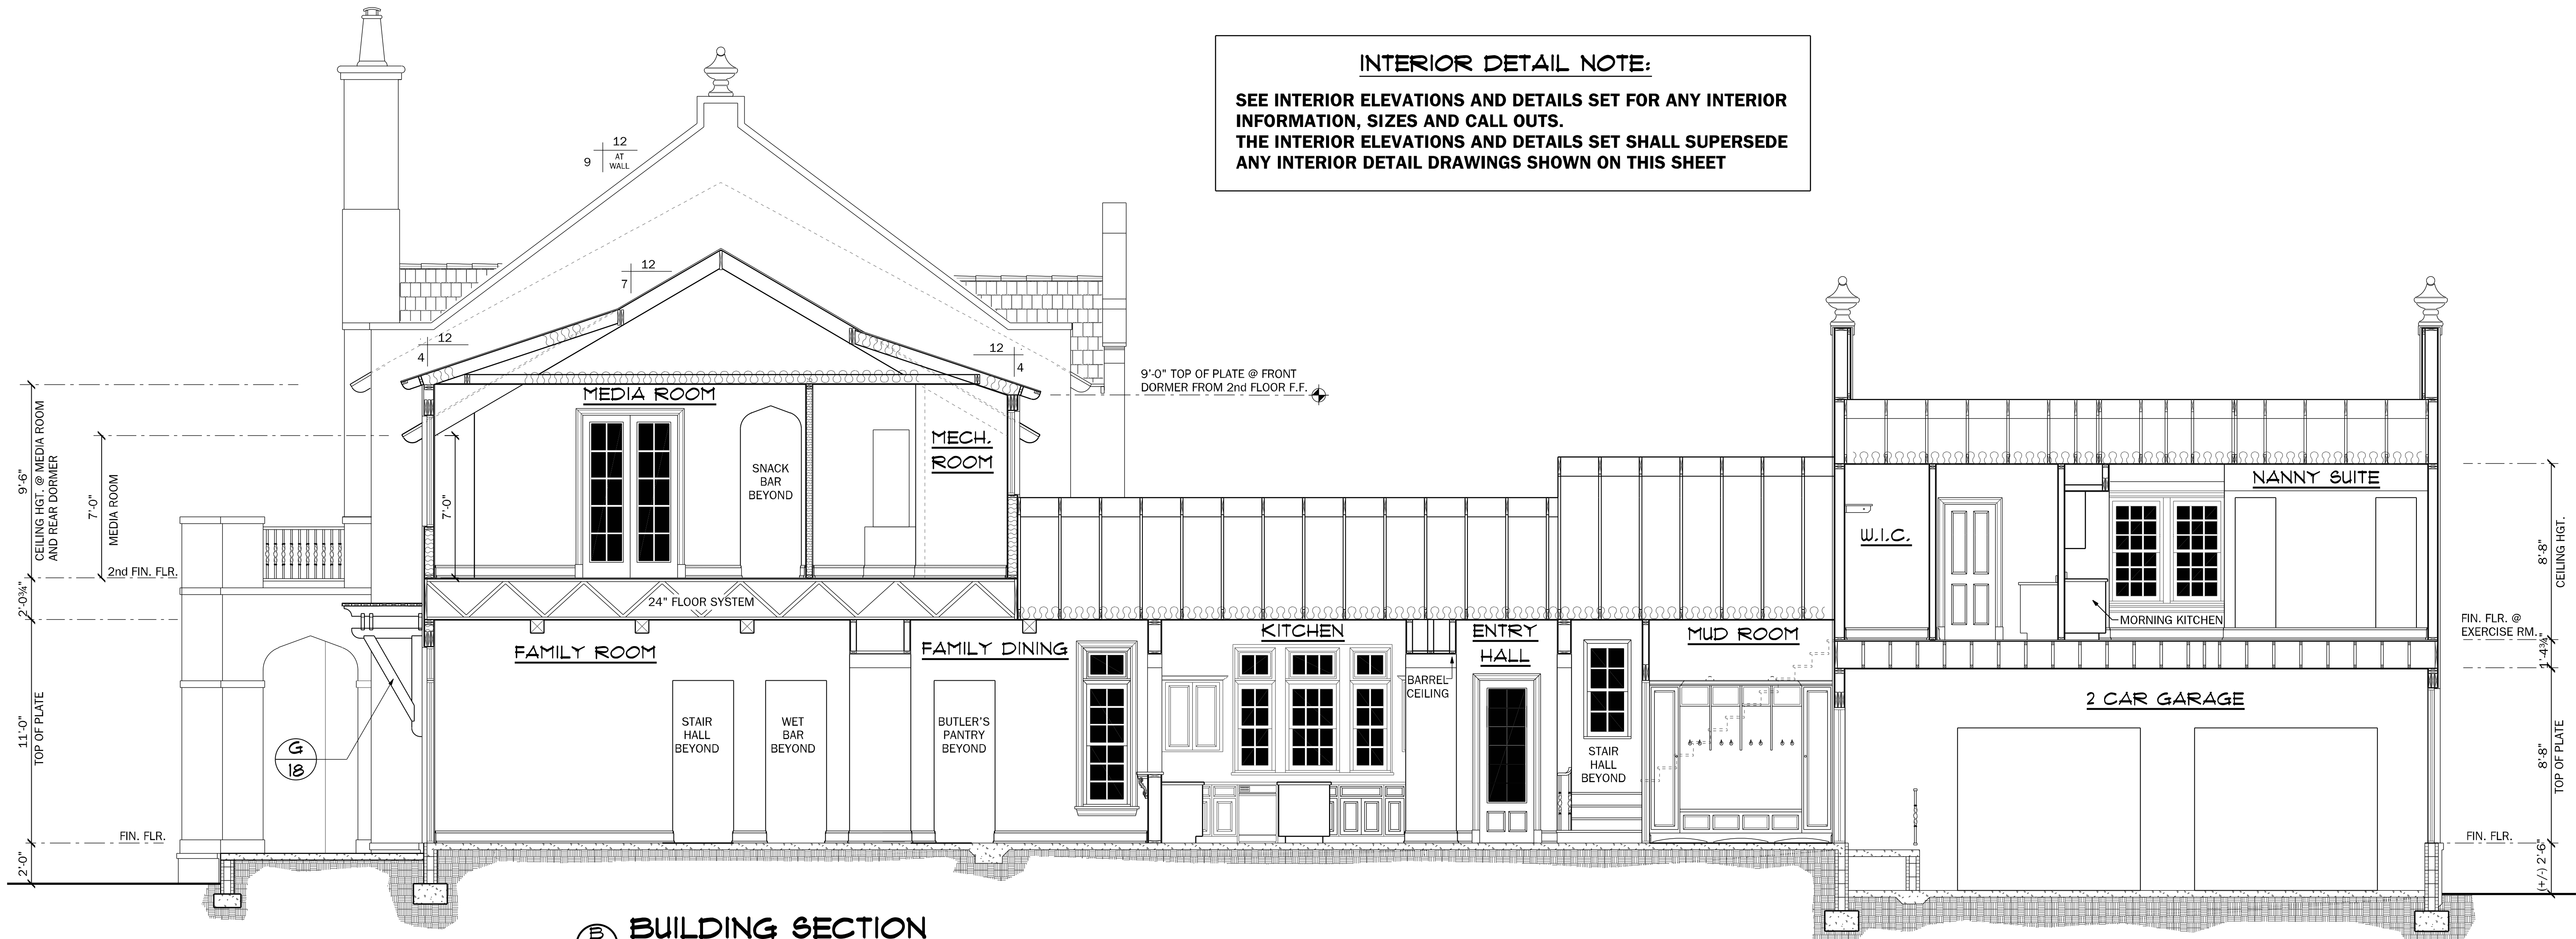 INTERIOR DETAIL NOTE:
SEE INTERIOR ELEVATIONS AND DETAILS SET FOR ANY INTERIOR
INFORMATION, SIZES AND CALL OUTS.
THE INTERIOR ELEVATIONS AND DETAILS SET SHALL SUPERSEDE
ANY INTERIOR DETAIL DRAWINGS SHOWN ON THIS SHEET
12
9
AT
WALL
12
7
12
4
12
4
9'-0" TOP OF PLATE @ FRONT
DORMER FROM 2nd FLOOR F.F.
9'-6"
CEILING HGT. @ MEDIA ROOM
AND REAR DORMER
7'-0"
MEDIA ROOM
7'-0"
2nd FIN. FLR.
2'-0¾"
11'-0"
TOP OF PLATE
FIN. FLR.
2'-0"
MEDIA ROOM
SNACK
BAR
BEYOND
MECH.
ROOM
24" FLOOR SYSTEM
G
18
FAMILY ROOM
STAIR
HALL
BEYOND
WET
BAR
BEYOND
FAMILY DINING
BUTLER'S
PANTRY
BEYOND
KITCHEN
BARREL
CEILING
ENTRY
HALL
STAIR
HALL
BEYOND
MUD ROOM
W.I.C.
NANNY SUITE
MORNING KITCHEN
2 CAR GARAGE
8'-8"
CEILING HGT.
FIN. FLR. @
EXERCISE RM.
1'-4¾"
8'-8"
TOP OF PLATE
FIN. FLR.
(+/-) 2'-6"
B
BUILDING SECTION